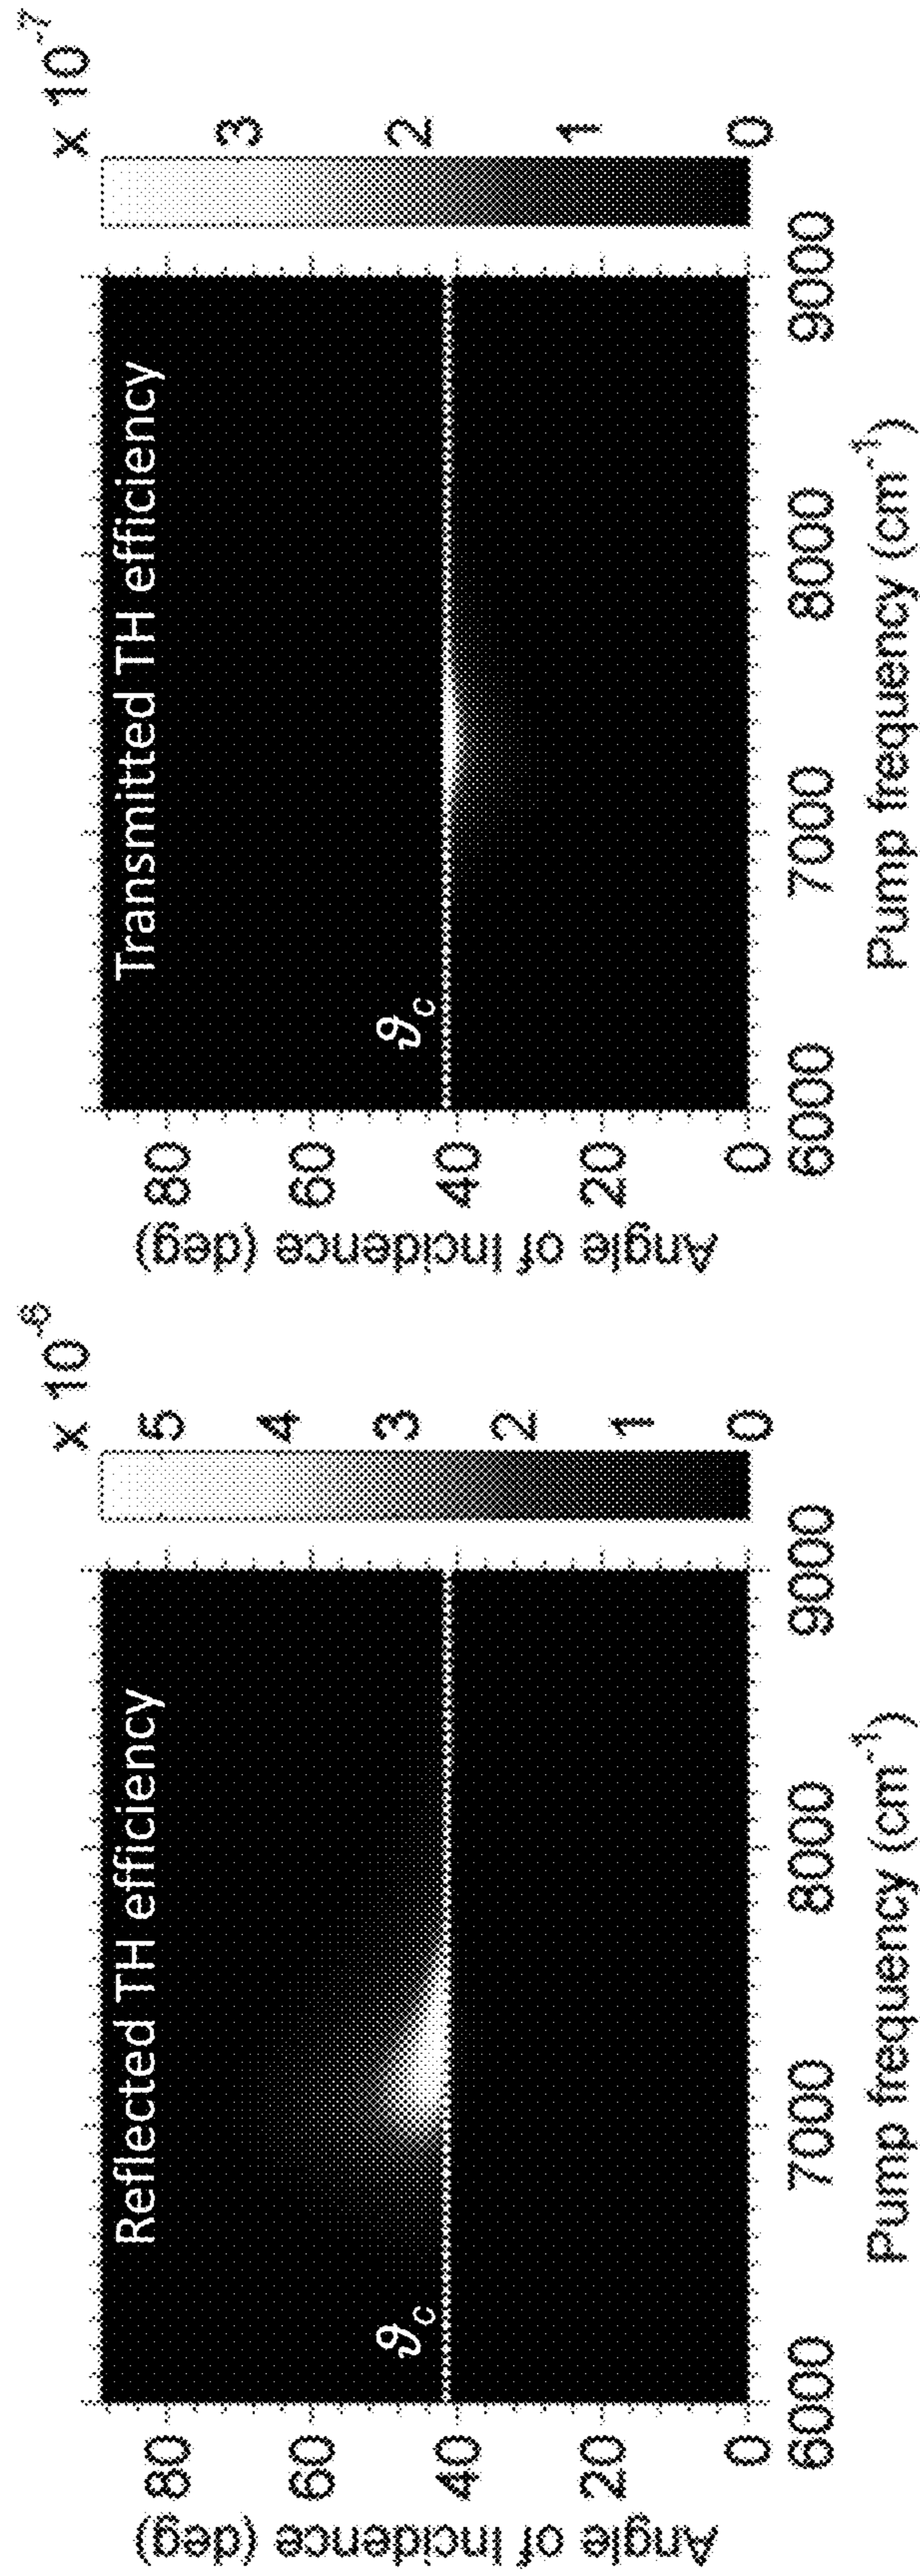 Reflected TH efficiency
ϑc
Angle of Incidence (deg)
80
60
40
20
0
6000
7000
8000
9000
Pump frequency (cm⁻¹)
x 10⁻⁶
5
4
3
2
1
0
Transmitted TH efficiency
ϑc
Angle of Incidence (deg)
80
60
40
20
0
6000
7000
8000
9000
Pump frequency (cm⁻¹)
x 10⁻⁷
3
2
1
0